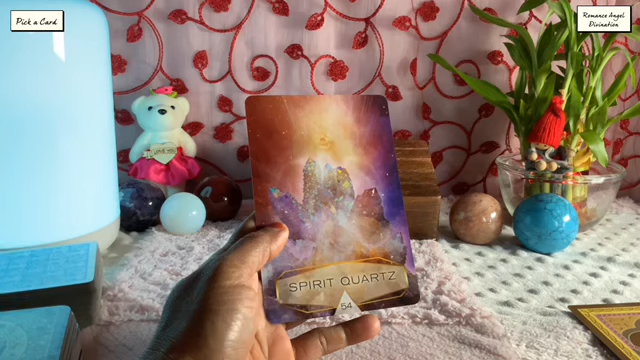 Pick a Card
Romance Angel
Divination
SPIRIT QUARTZ
54